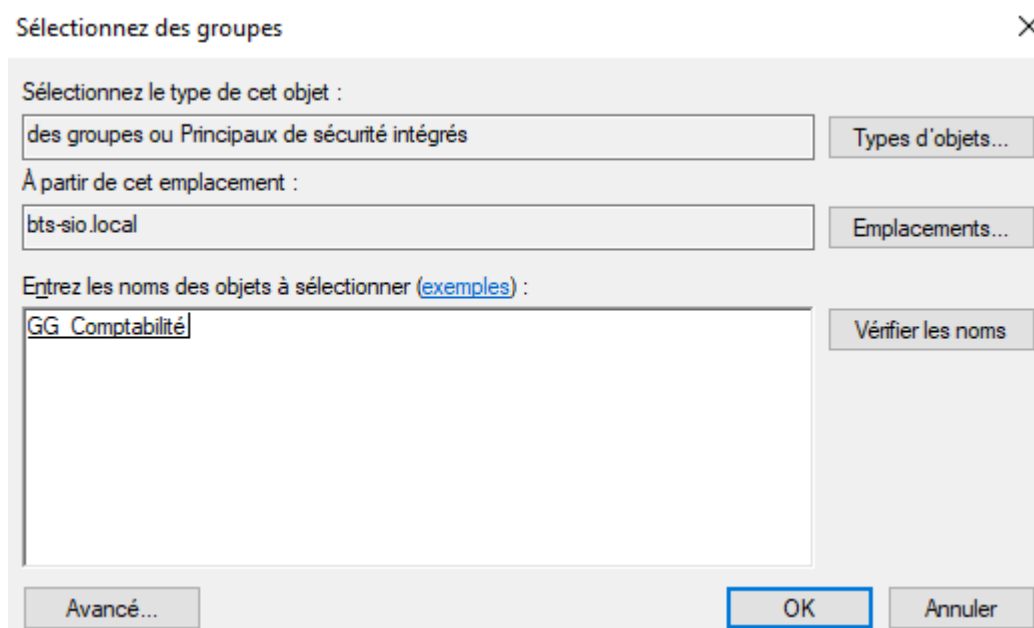 Sélectionnez des groupes
Sélectionnez le type de cet objet :
des groupes ou Principaux de sécurité intégrés
Types d'objets...
À partir de cet emplacement :
bts-sio.local
Emplacements...
Entrez les noms des objets à sélectionner (exemples) :
GG_Comptabilité
Vérifier les noms
Avancé...
OK
Annuler